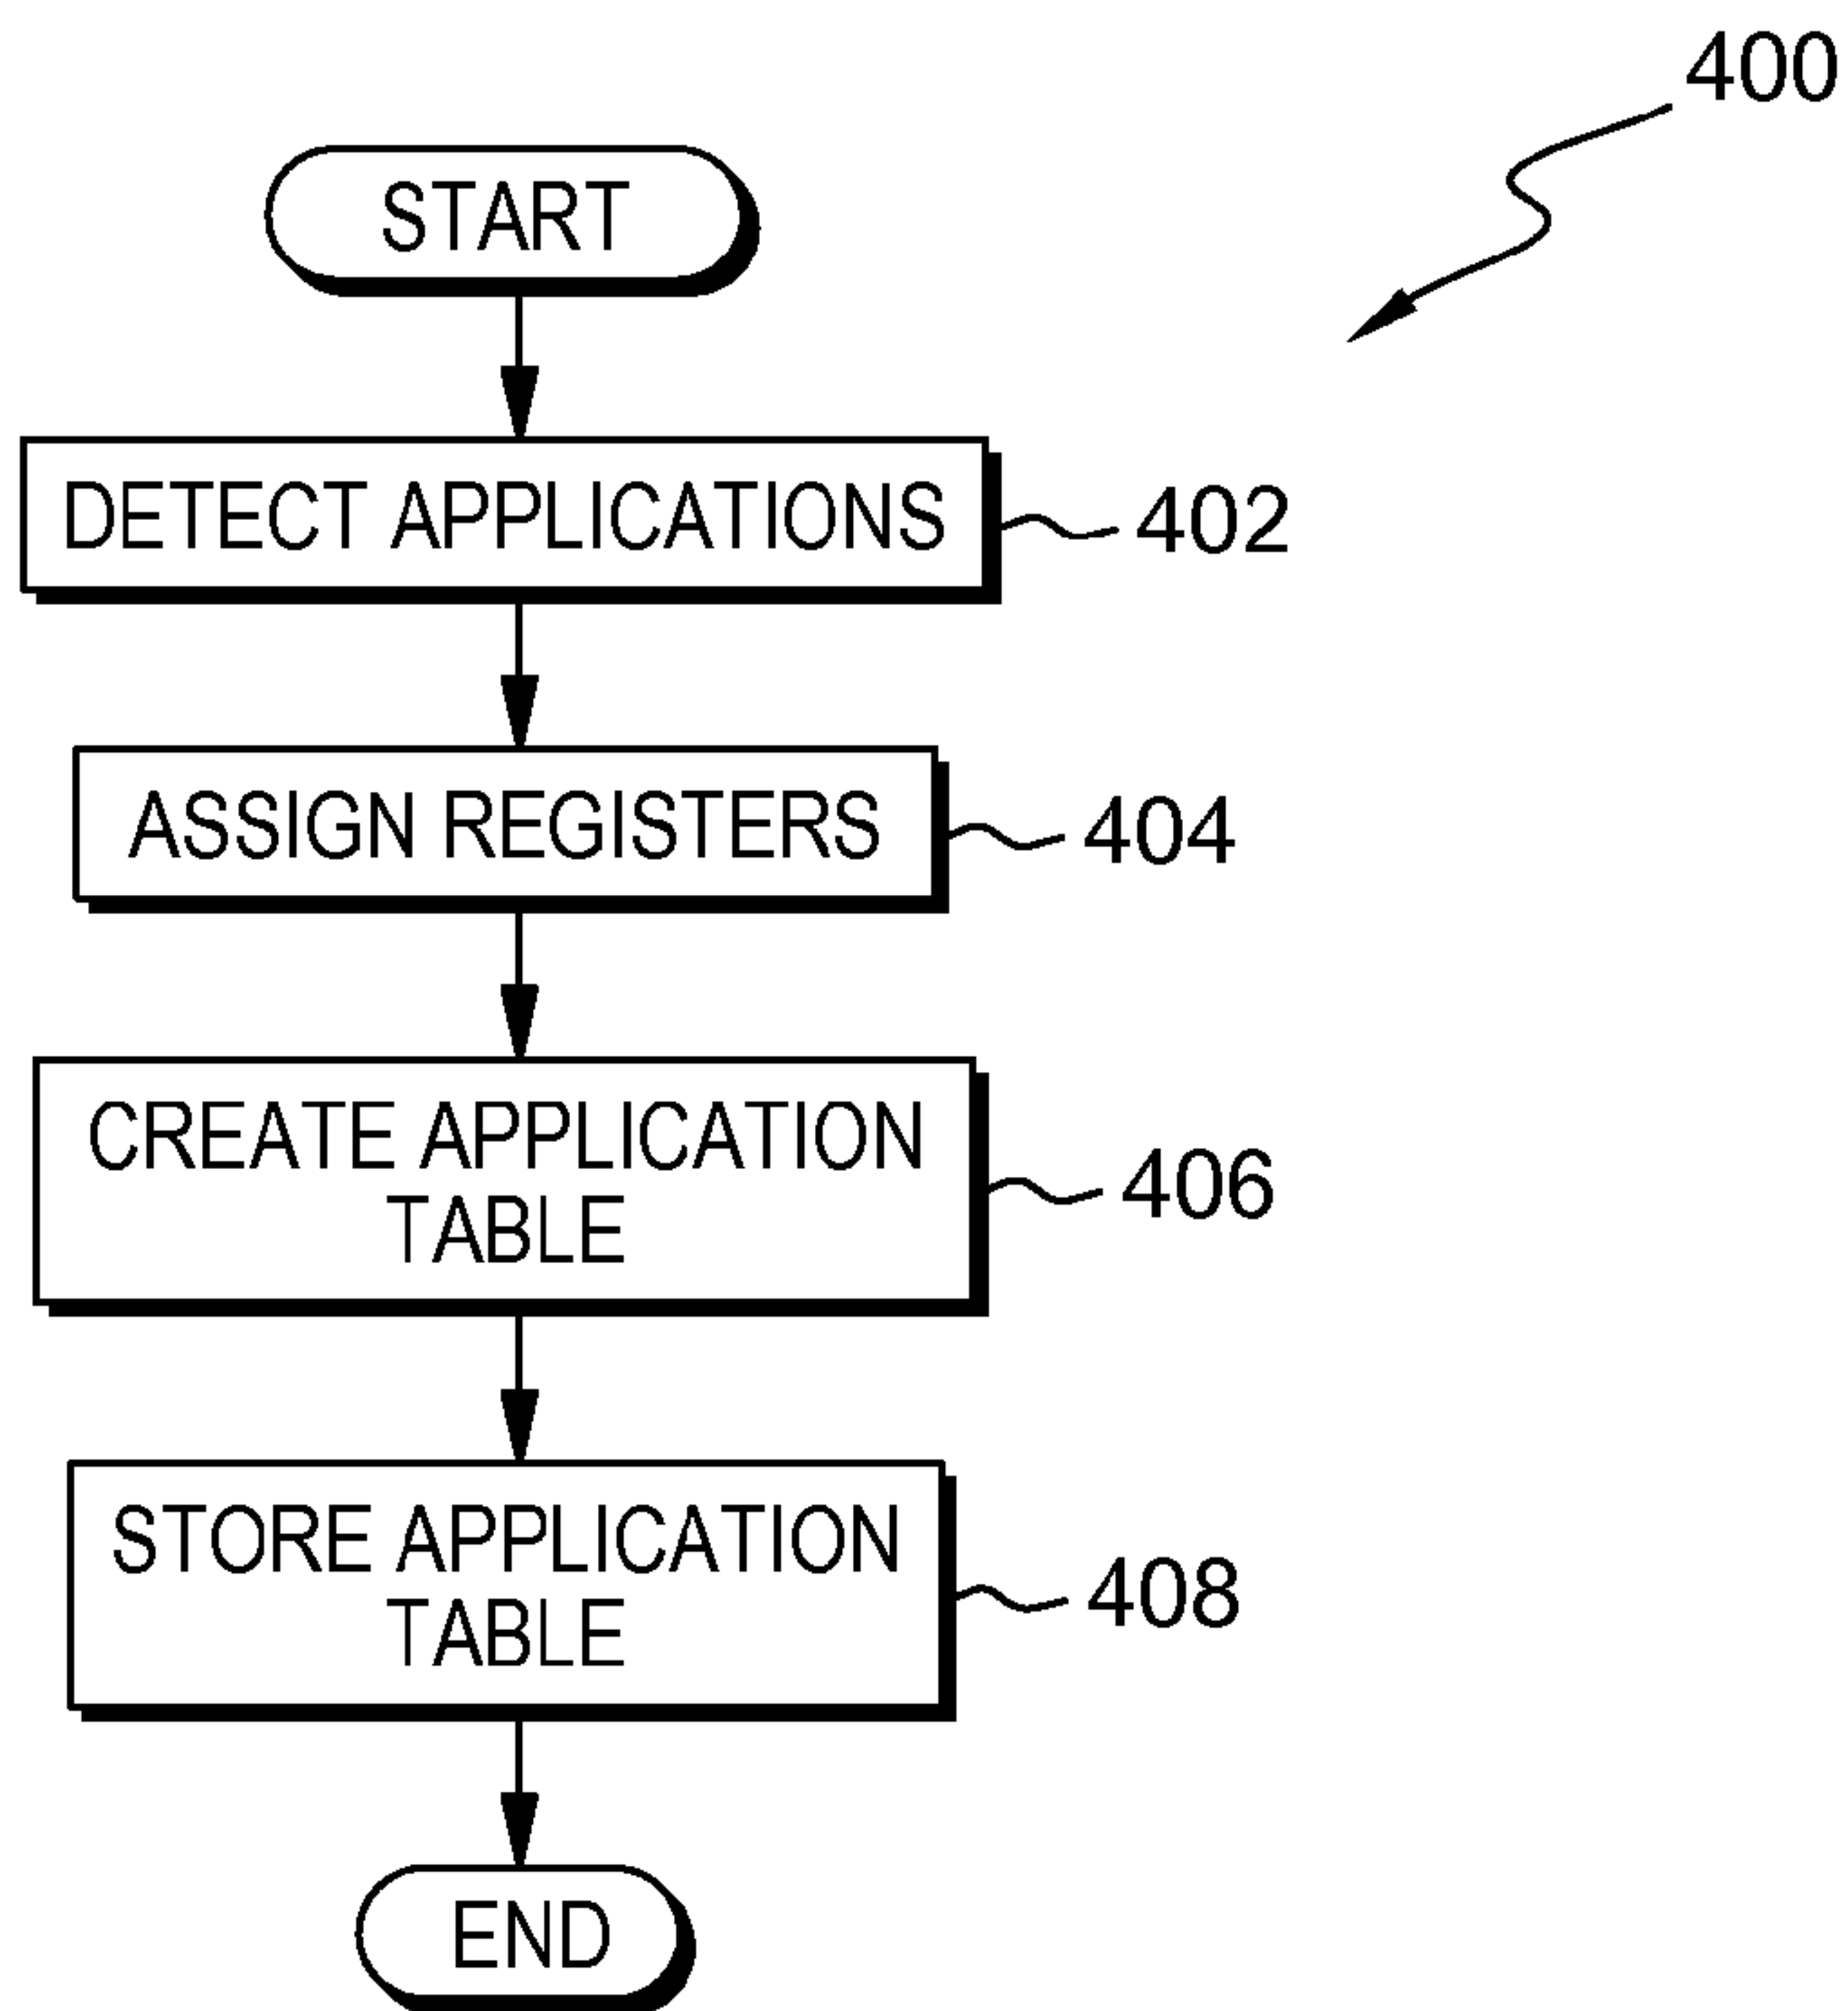 400
START
DETECT APPLICATIONS
402
ASSIGN REGISTERS
404
CREATE APPLICATION
TABLE
406
STORE APPLICATION
TABLE
408
END